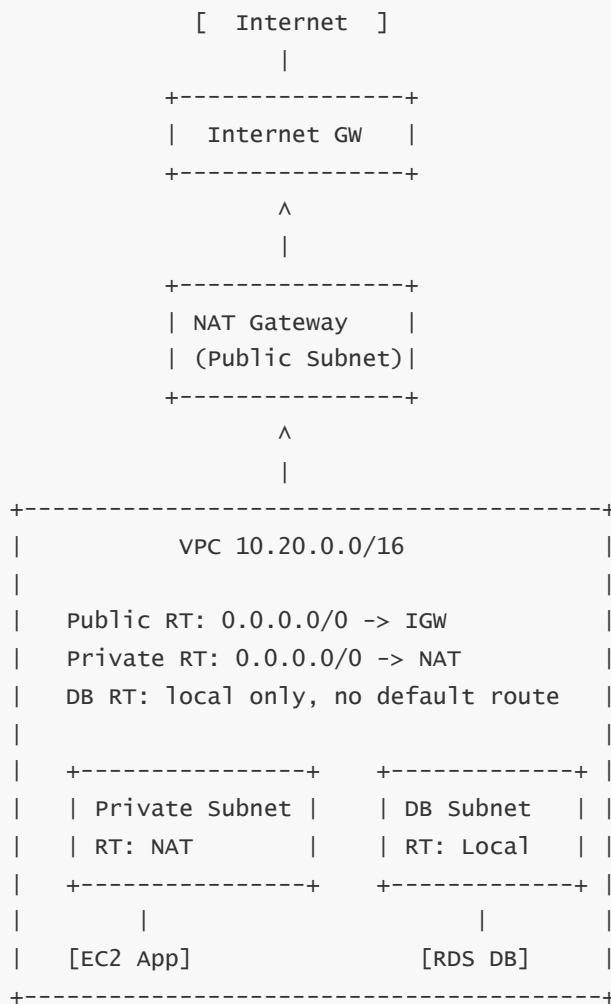 [  Internet  ]
|
+----------------+
|  Internet GW   |
+----------------+
^
|
+----------------+
| NAT Gateway    |
| (Public Subnet)|
+----------------+
^
|
+-----------------------------------------+
|           VPC 10.20.0.0/16              |
|                                         |
|   Public RT: 0.0.0.0/0 -> IGW           |
|   Private RT: 0.0.0.0/0 -> NAT          |
|   DB RT: local only, no default route   |
|                                         |
|   +----------------+    +-------------+ |
|   | Private Subnet |    | DB Subnet   | |
|   | RT: NAT        |    | RT: Local   | |
|   +----------------+    +-------------+ |
|        |                       |        |
|   [EC2 App]                [RDS DB]     |
+-----------------------------------------+